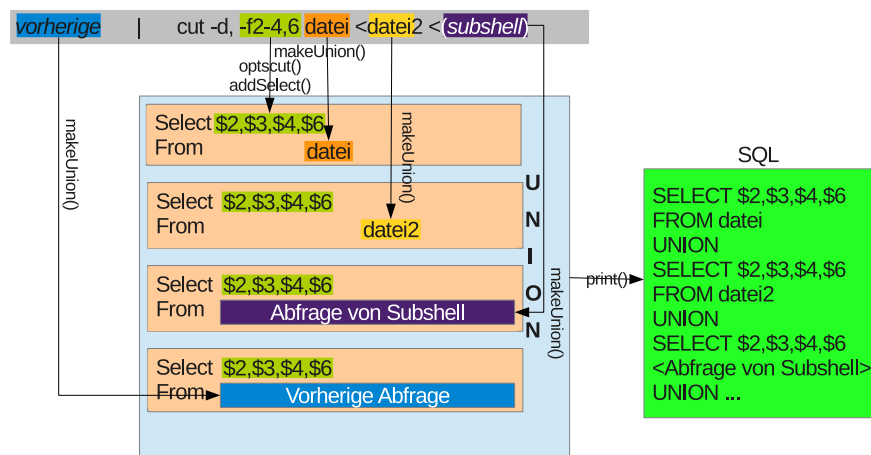 vorherige | cut -d, -f2-4,6 datei <datei2 <(subshell)
makeUnion()
optscut()
addSelect()
makeUnion()
makeUnion()
makeUnion()
Select $2,$3,$4,$6
From datei
Select $2,$3,$4,$6
From datei2
Select $2,$3,$4,$6
From Abfrage von Subshell
Select $2,$3,$4,$6
From Vorherige Abfrage
U
N
I
O
N
print()
SQL
SELECT $2,$3,$4,$6
FROM datei
UNION
SELECT $2,$3,$4,$6
FROM datei2
UNION
SELECT $2,$3,$4,$6
<Abfrage von Subshell>
UNION ...